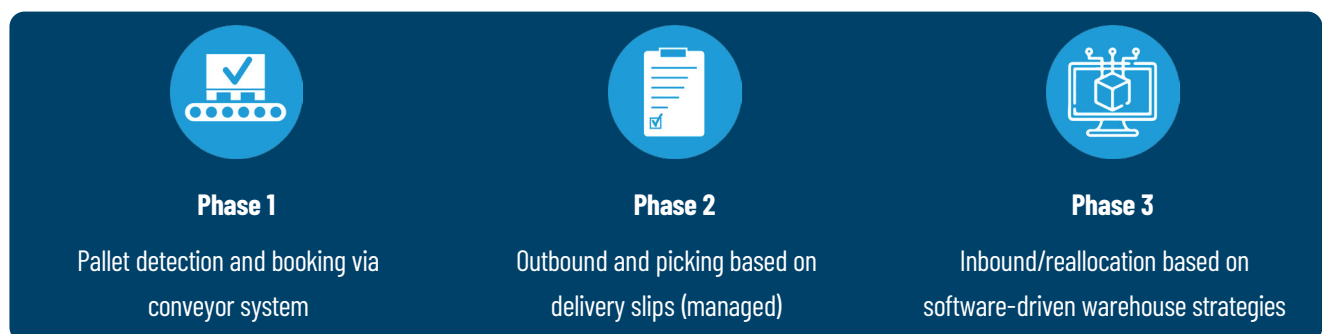 Phase 1
Pallet detection and booking via
conveyor system
Phase 2
Outbound and picking based on
delivery slips (managed)
Phase 3
Inbound/reallocation based on
software-driven warehouse strategies